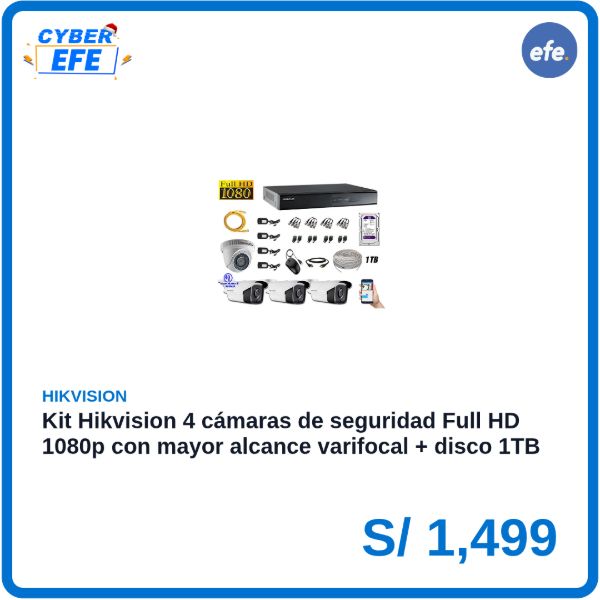 CYBER
EFE
efe.
Full HD
1080
1TB
HIKVISION
Kit Hikvision 4 cámaras de seguridad Full HD
1080p con mayor alcance varifocal + disco 1TB
S/ 1,499